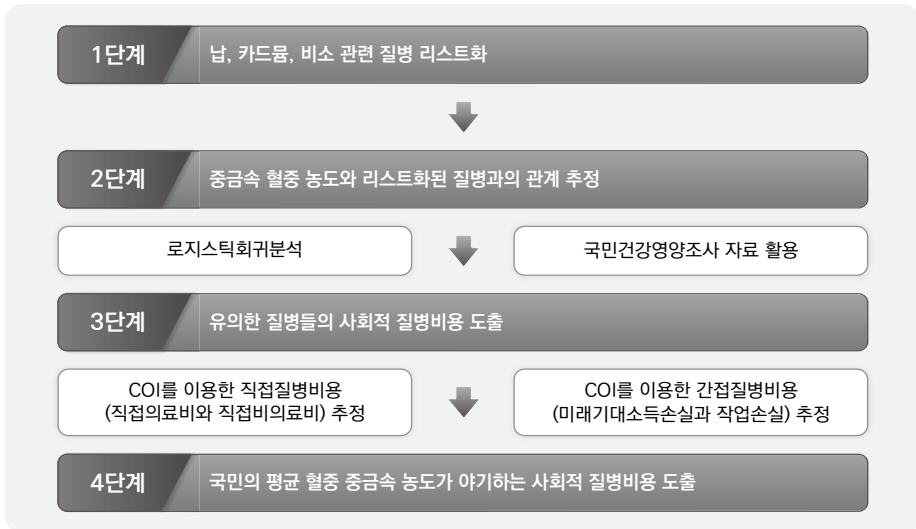 1단계 납, 카드뮴, 비소 관련 질병 리스트화
2단계 중금속 혈중 농도와 리스트화된 질병과의 관계 추정
로지스틱회귀분석
국민건강영양조사 자료 활용
3단계 유의한 질병들의 사회적 질병비용 도출
COI를 이용한 직접질병비용
(직접의료비와 직접비의료비) 추정
COI를 이용한 간접질병비용
(미래기대소득손실과 작업손실) 추정
4단계 국민의 평균 혈중 중금속 농도가 야기하는 사회적 질병비용 도출